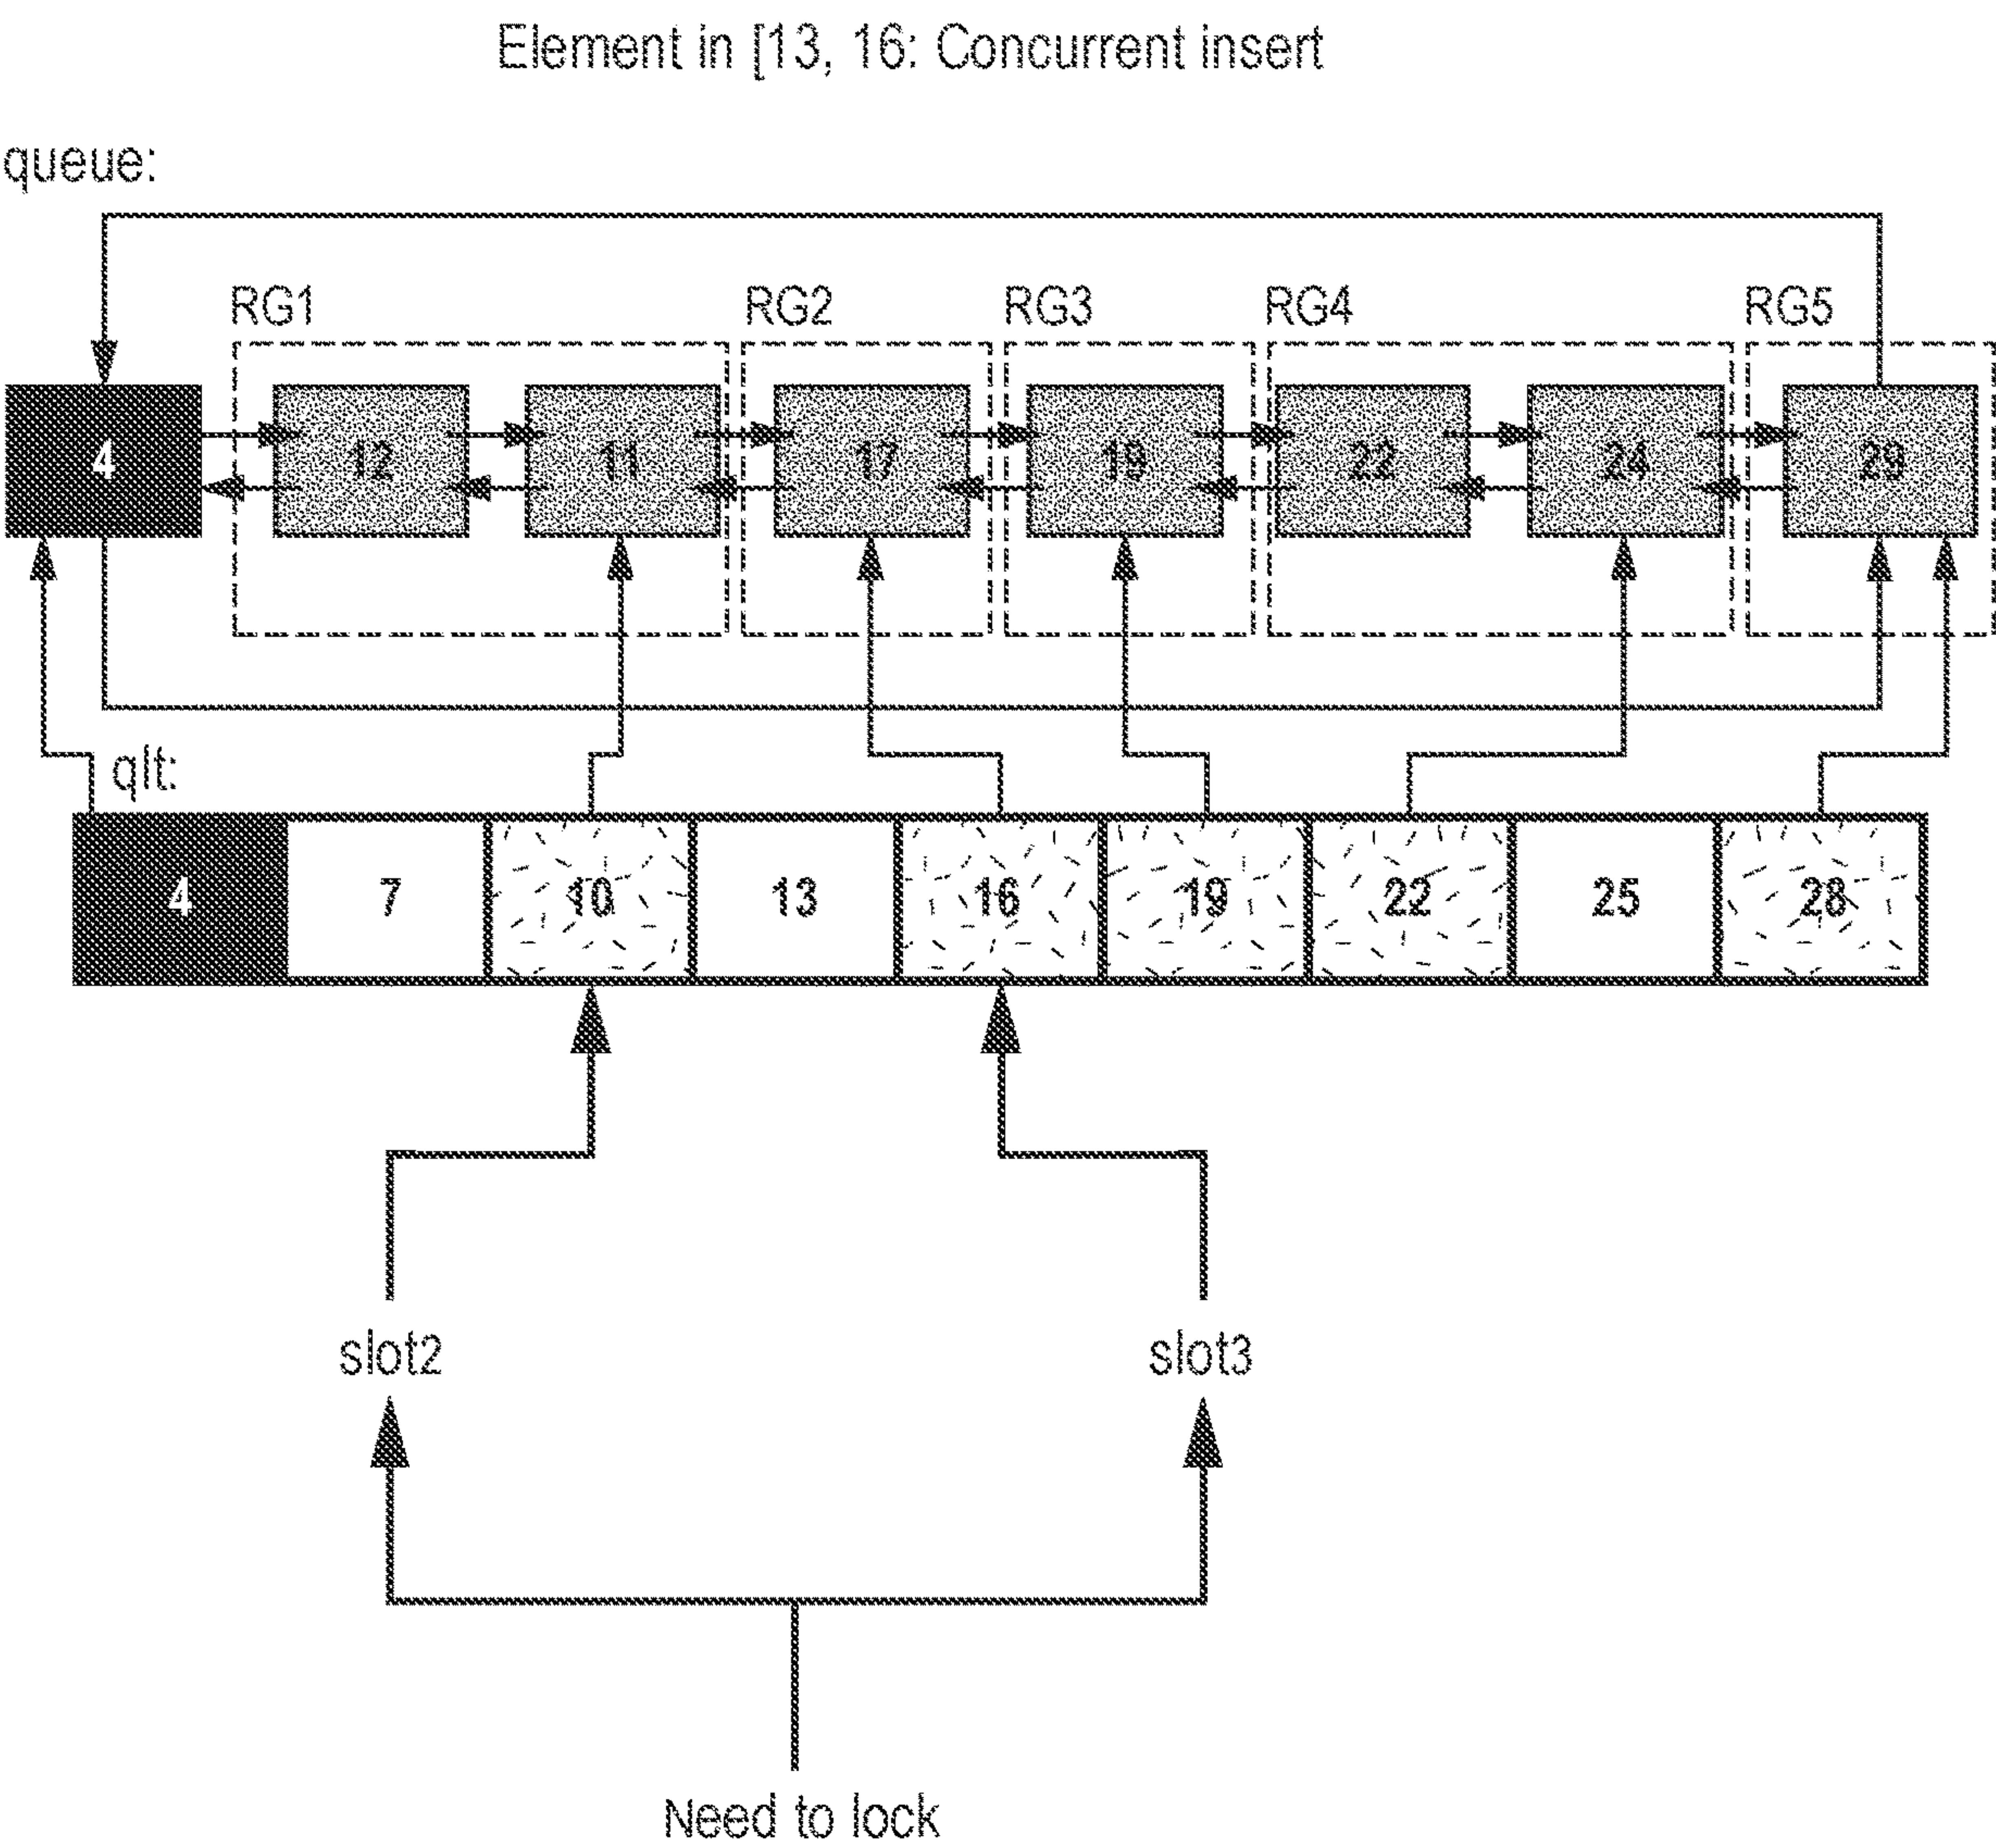 Element in [13, 16: Concurrent insert
queue:
RG1 RG2 RG3 RG4 RG5
4 12 11 17 19 22 24 29
qlt:
4 7 10 13 16 19 22 25 28
slot2 slot3
Need to lock